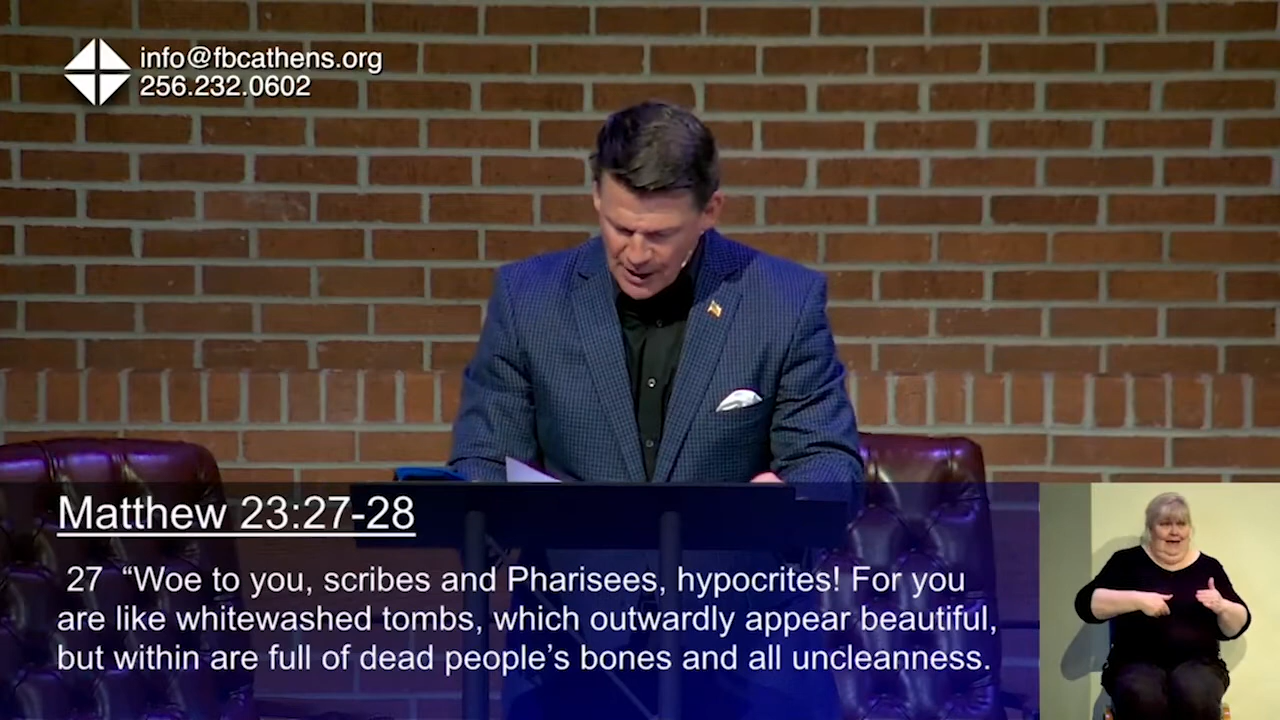 info@fbcathens.org
256.232.0602
Matthew 23:27-28
27 “Woe to you, scribes and Pharisees, hypocrites! For you
are like whitewashed tombs, which outwardly appear beautiful,
but within are full of dead people’s bones and all uncleanness.